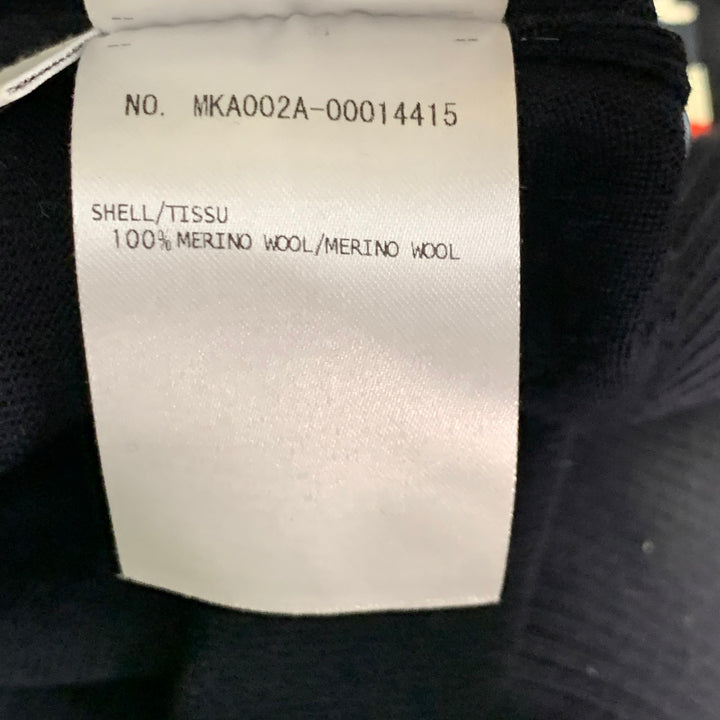 NO. MKA002A-00014415
SHELL/TISSU
100% MERINO WOOL/MERINO WOOL